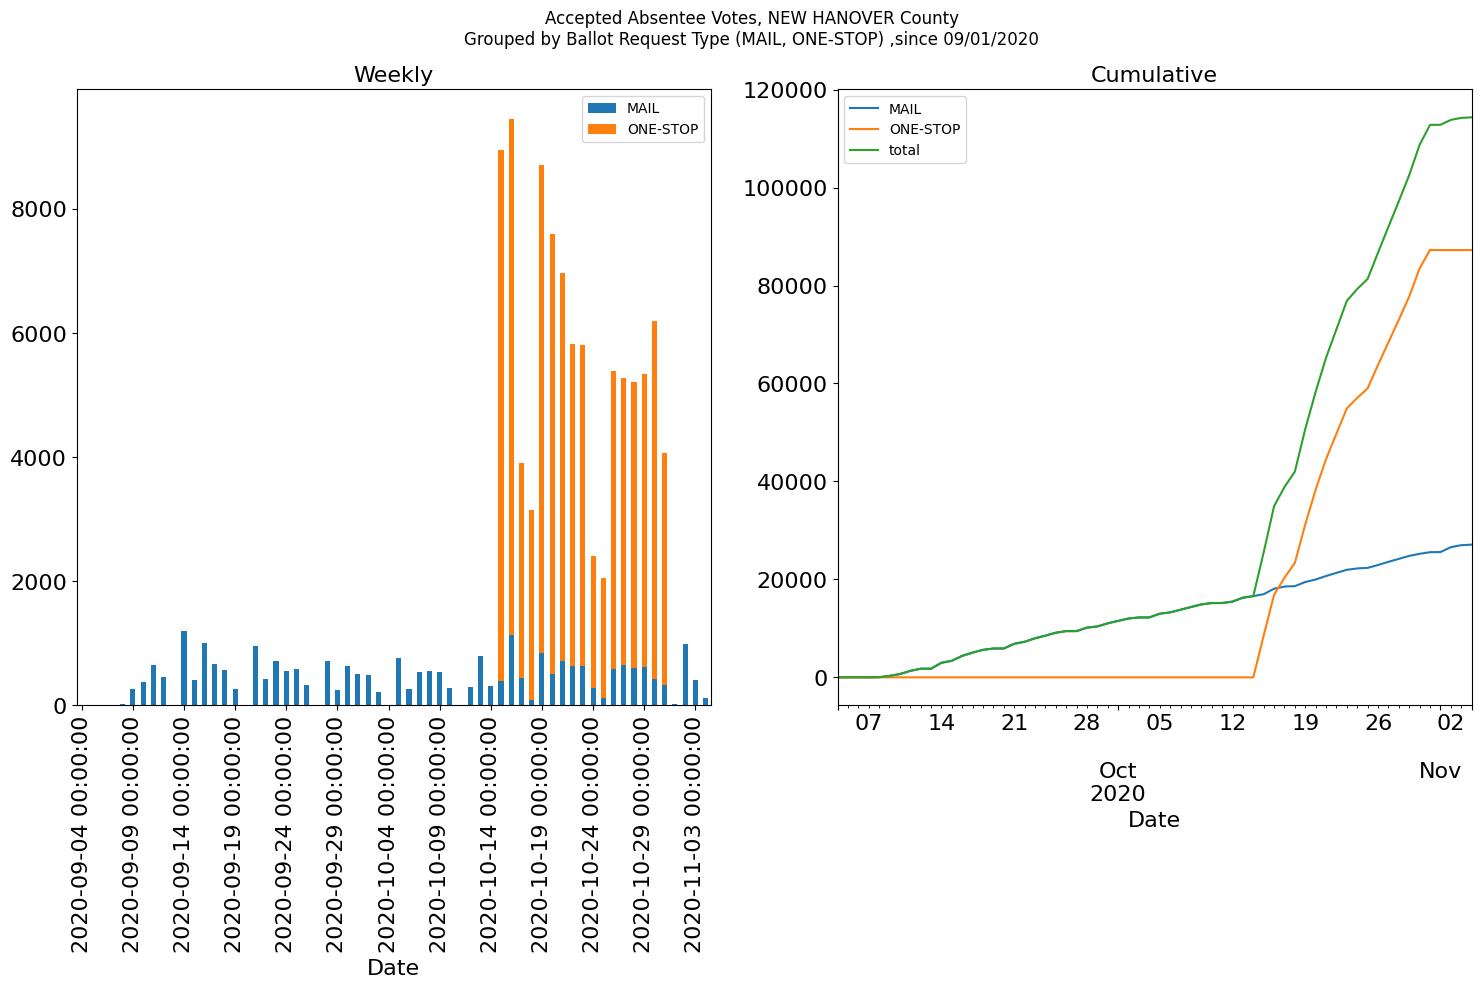 Accepted Absentee Votes, NEW HANOVER County
Grouped by Ballot Request Type (MAIL, ONE-STOP) ,since 09/01/2020
Weekly
MAIL
ONE-STOP
8000
6000
4000
2000
0
2020-09-04 00:00:00
2020-09-09 00:00:00
2020-09-14 00:00:00
2020-09-19 00:00:00
2020-09-24 00:00:00
2020-09-29 00:00:00
2020-10-04 00:00:00
2020-10-09 00:00:00
2020-10-14 00:00:00
2020-10-19 00:00:00
2020-10-24 00:00:00
2020-10-29 00:00:00
2020-11-03 00:00:00
Date
Cumulative
MAIL
ONE-STOP
total
120000
100000
80000
60000
40000
20000
0
07 14 21 28 05 12 19 26 02
Oct Nov
2020
Date